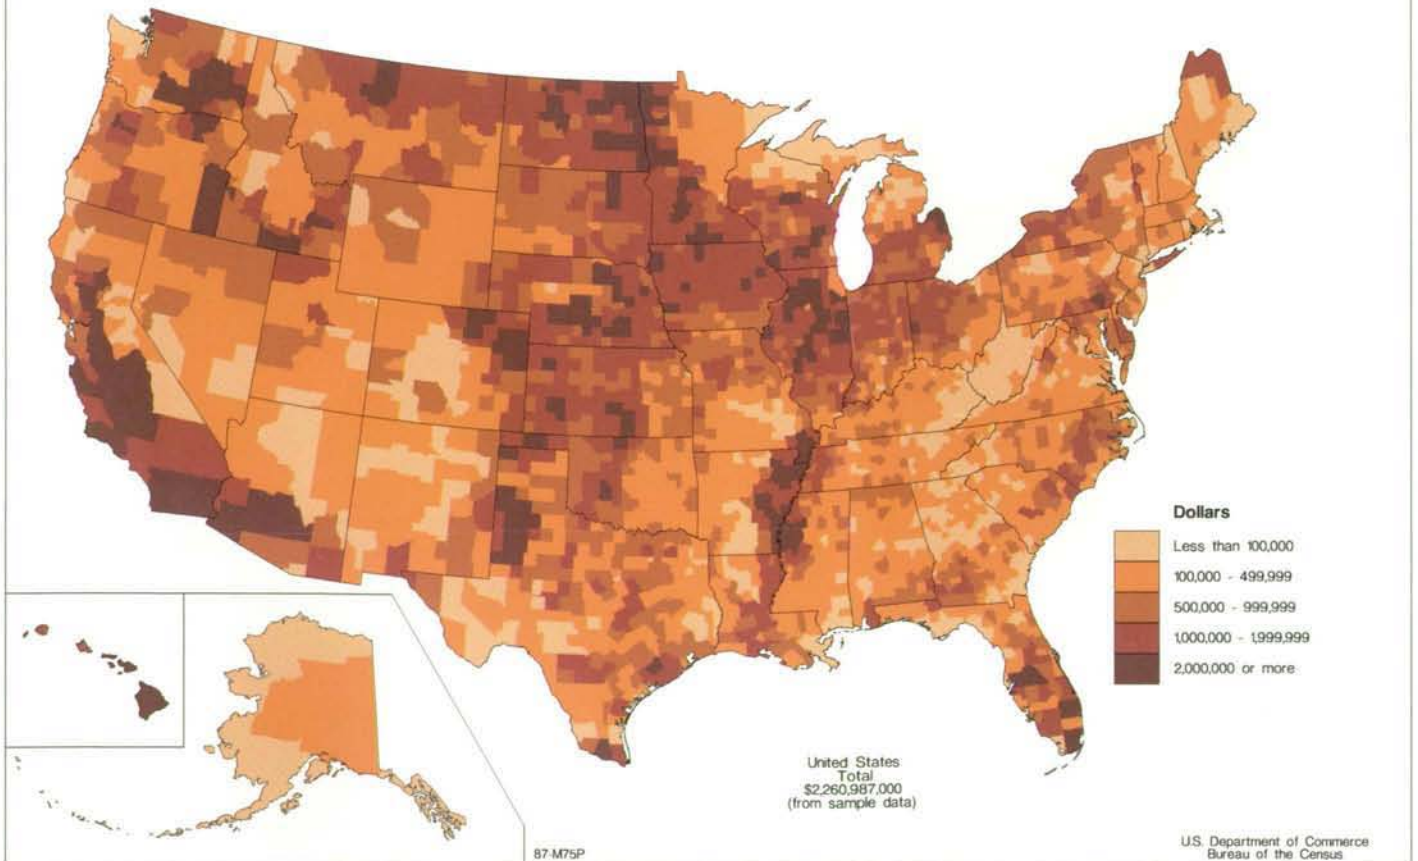 Dollars
Less than 100,000
100,000 - 499,999
500,000 - 999,999
1,000,000 - 1,999,999
2,000,000 or more
United States
Total
$2,260,987,000
(from sample data)
87-M75P
U.S. Department of Commerce
Bureau of the Census